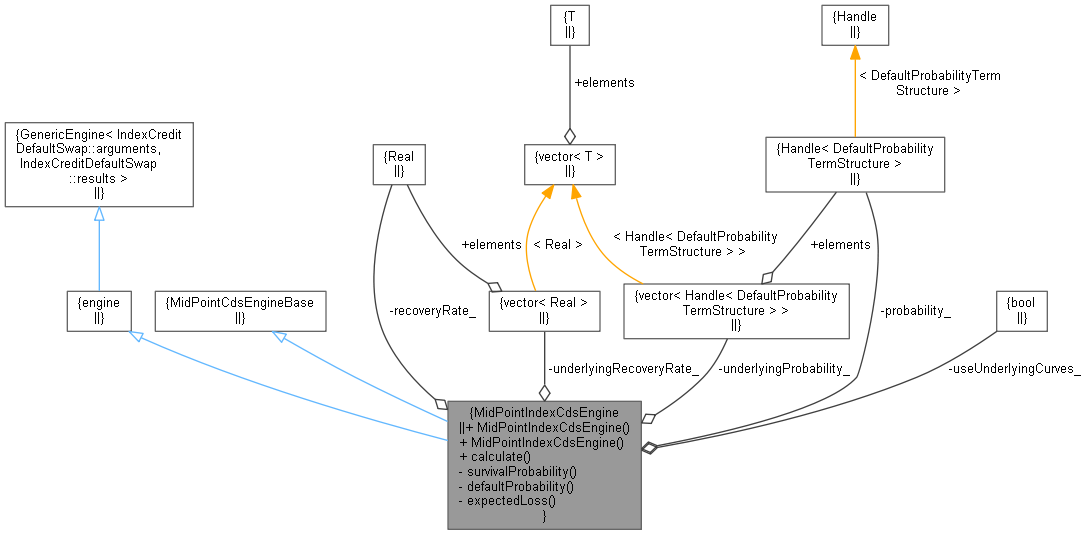 {T
||}
{Handle
||}
+elements
< DefaultProbabilityTerm
Structure >
{GenericEngine< IndexCredit
DefaultSwap::arguments,
IndexCreditDefaultSwap
::results >
||}
{Real
||}
{vector< T >
||}
{Handle< DefaultProbability
TermStructure >
||}
+elements
< Real >
< Handle< DefaultProbability
TermStructure > >
+elements
{engine
||}
{MidPointCdsEngineBase
||}
-recoveryRate_
{vector< Real >
||}
{vector< Handle< DefaultProbability
TermStructure > >
||}
-probability_
{bool
||}
-underlyingRecoveryRate_
-underlyingProbability_
-useUnderlyingCurves_
{MidPointIndexCdsEngine
||+ MidPointIndexCdsEngine()
+ MidPointIndexCdsEngine()
+ calculate()
- survivalProbability()
- defaultProbability()
- expectedLoss()
}